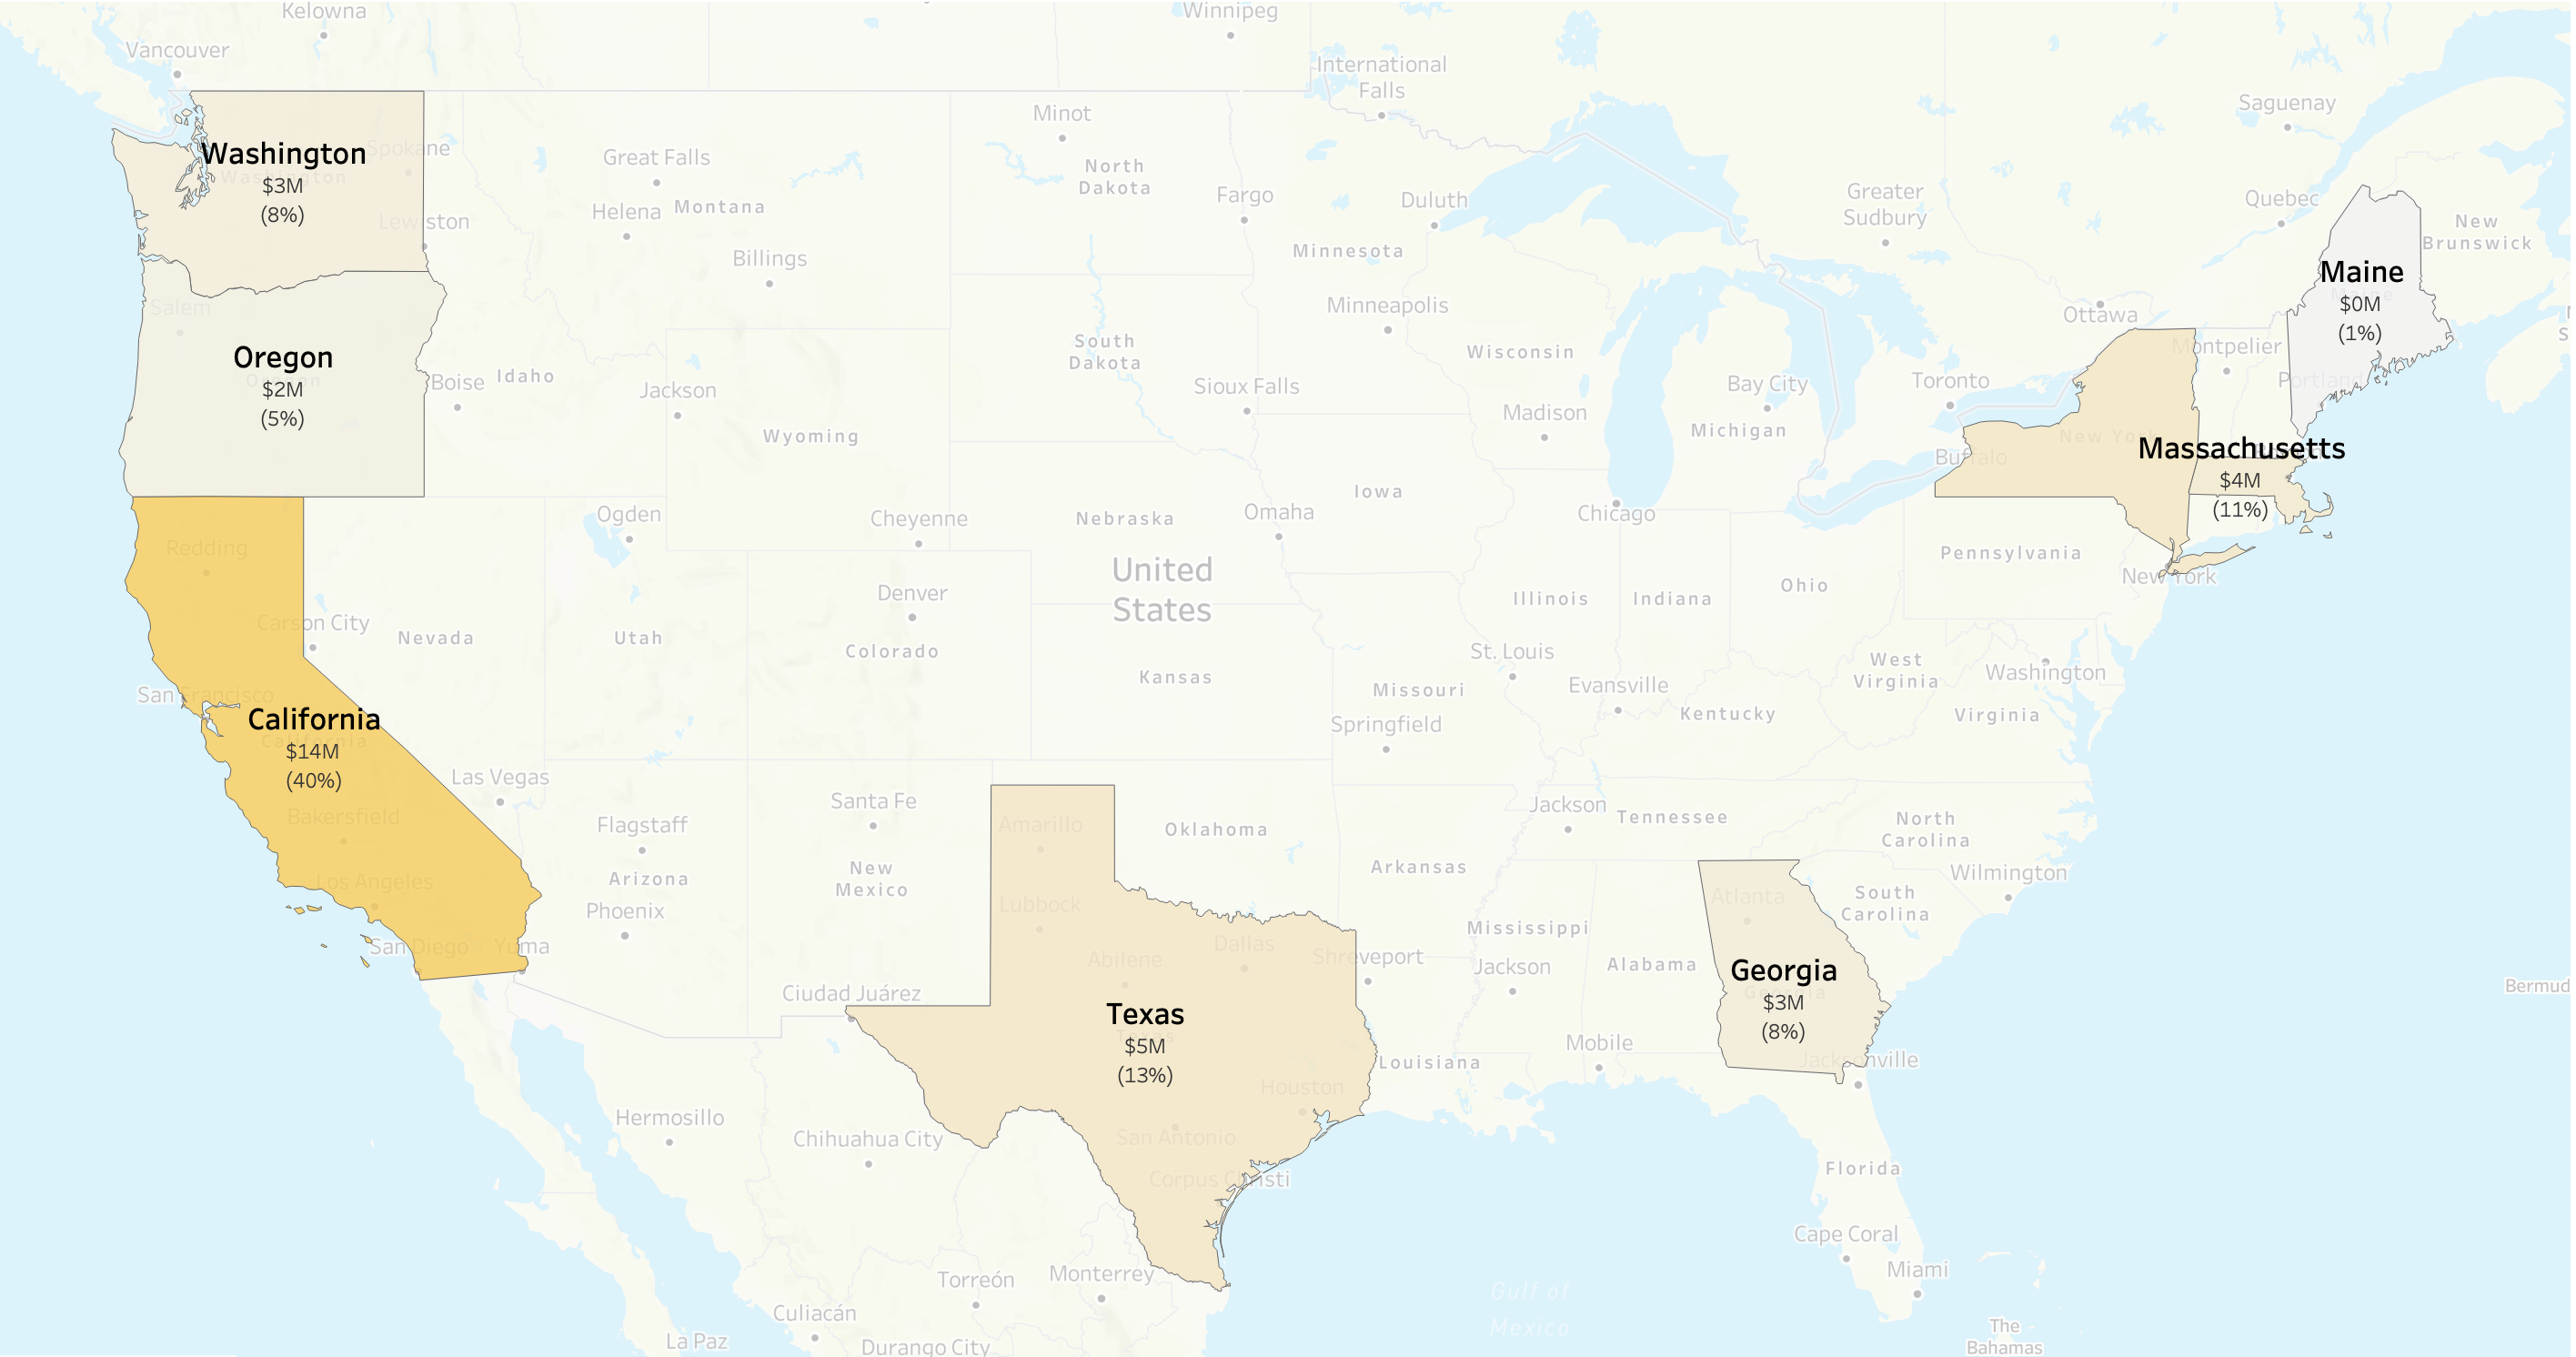 Kelowna
Winnipeg
Vancouver
International
Falls
Saguenay
Minot
Washington
Spokane
Washington
$3M
(8%)
Great Falls
North
Dakota
Fargo
Duluth
Greater
Sudbury
Quebec
New
Brunswick
Lewiston
Helena
Montana
Billings
Minnesota
Maine
Maine
$0M
(1%)
Salem
Minneapolis
Ottawa
Oregon
Oregon
$2M
(5%)
Boise
Idaho
Jackson
South
Dakota
Sioux Falls
Wisconsin
Madison
Bay City
Michigan
Toronto
Montpelier
Portland
Wyoming
New York
Buffalo
Massachusetts
$4M
(11%)
Redding
Ogden
Cheyenne
Nebraska
Omaha
Iowa
Chicago
Pennsylvania
New York
United
States
Carson City
Nevada
Utah
Denver
Colorado
Kansas
Illinois
Indiana
Ohio
St. Louis
Missouri
Springfield
Evansville
Kentucky
West
Virginia
Washington
Virginia
San Francisco
California
California
$14M
(40%)
Las Vegas
Bakersfield
Los Angeles
San Diego
Yuma
Flagstaff
Arizona
Phoenix
Santa Fe
New
Mexico
Amarillo
Lubbock
Oklahoma
Arkansas
Jackson
Tennessee
North
Carolina
Wilmington
South
Carolina
Atlanta
Mississippi
Jackson
Alabama
Georgia
Georgia
$3M
(8%)
Ciudad Juárez
Abilene
Dallas
Shreveport
Texas
Texas
$5M
(13%)
Houston
Louisiana
Mobile
Jacksonville
Bermud
San Antonio
Corpus Christi
Hermosillo
Chihuahua City
Florida
Cape Coral
Miami
Torreón
Monterrey
Culiacán
La Paz
Durango City
Gulf of
Mexico
The
Bahamas